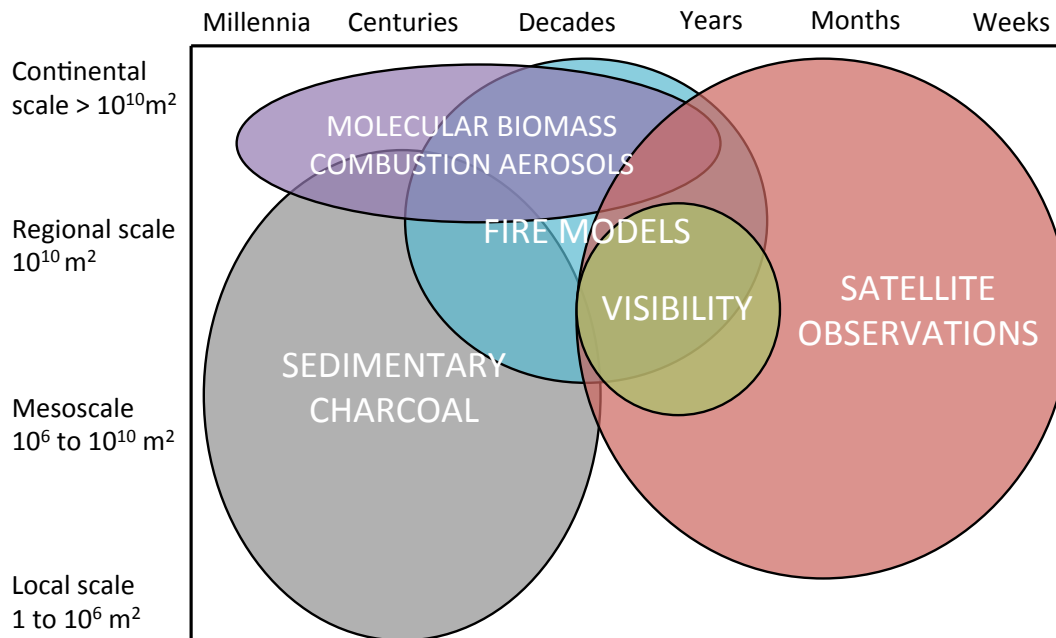 Millennia Centuries Decades Years Months Weeks
Continental
scale > 10¹⁰m²
MOLECULAR BIOMASS
COMBUSTION AEROSOLS
Regional scale
10¹⁰ m²
FIRE MODELS
VISIBILITY
SATELLITE
OBSERVATIONS
SEDIMENTARY
CHARCOAL
Mesoscale
10⁶ to 10¹⁰ m²
Local scale
1 to 10⁶ m²